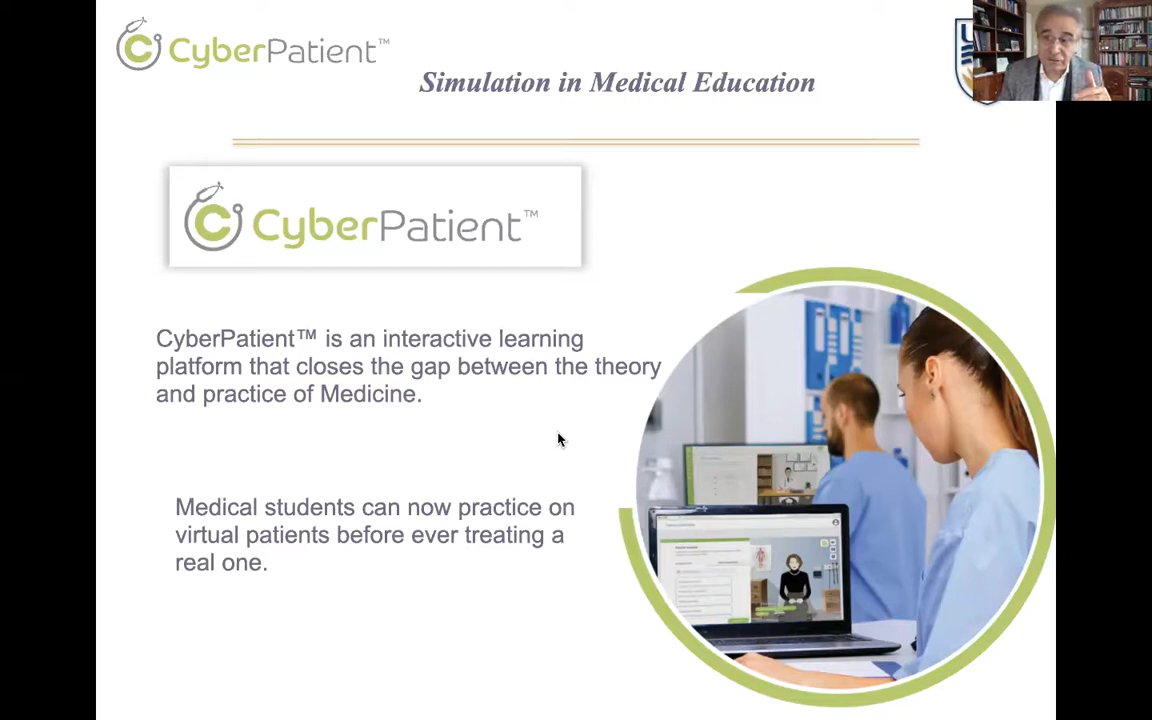 CyberPatient™
Simulation in Medical Education
CyberPatient™
CyberPatient™ is an interactive learning
platform that closes the gap between the theory
and practice of Medicine.
Medical students can now practice on
virtual patients before ever treating a
real one.